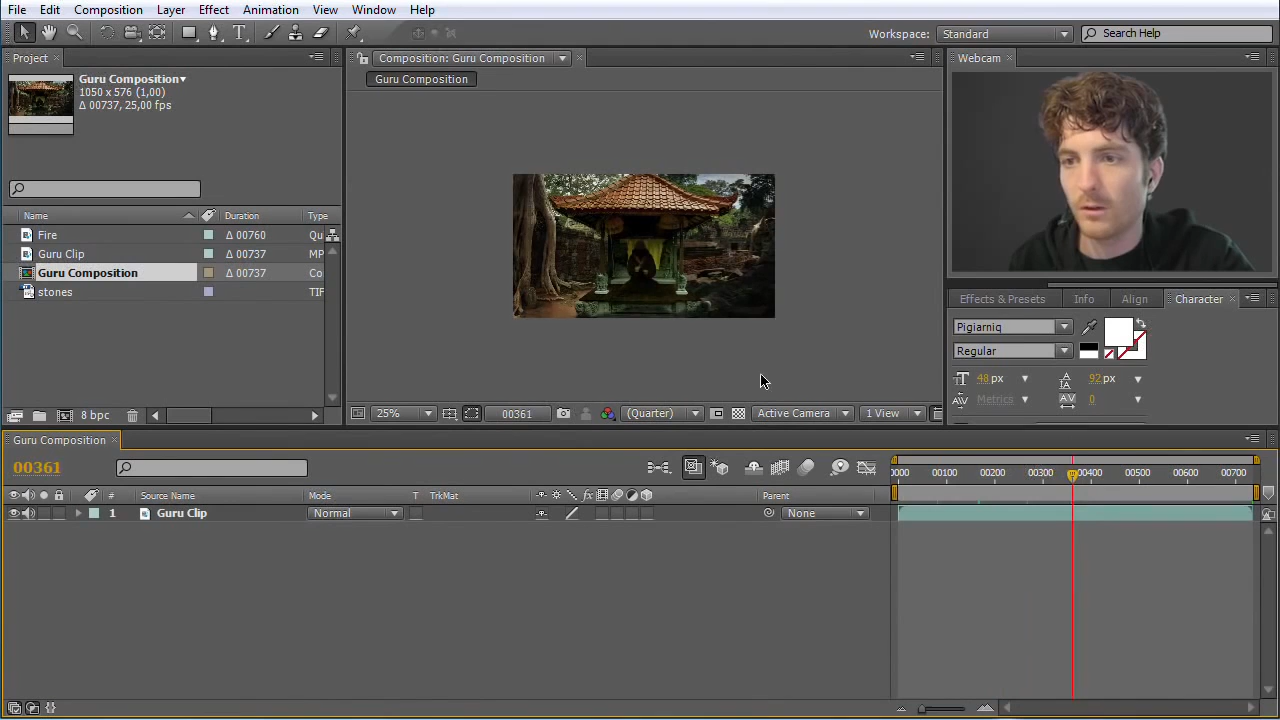 File Edit Composition Layer Effect Animation View Window Help
T Workspace: Standard Search Help
Project Composition: Guru Composition Webcam
Guru Composition
Guru Composition
1050 x 576 (1,00)
Δ 00737, 25,00 fps
Name Duration Type
Fire Δ 00760 Qu
Guru Clip Δ 00737 MP
Guru Composition Δ 00737 Co
stones TIF
Effects & Presets Info Align Character
Pigiarniq
Regular
48 px 92 px
Metrics 0
8 bpc 25% 00361 (Quarter) Active Camera 1 View
Guru Composition
00361
0000 00100 00200 00300 00400 00500 00600 00700
# Source Name Mode T TrkMat fx Parent
1 Guru Clip Normal None